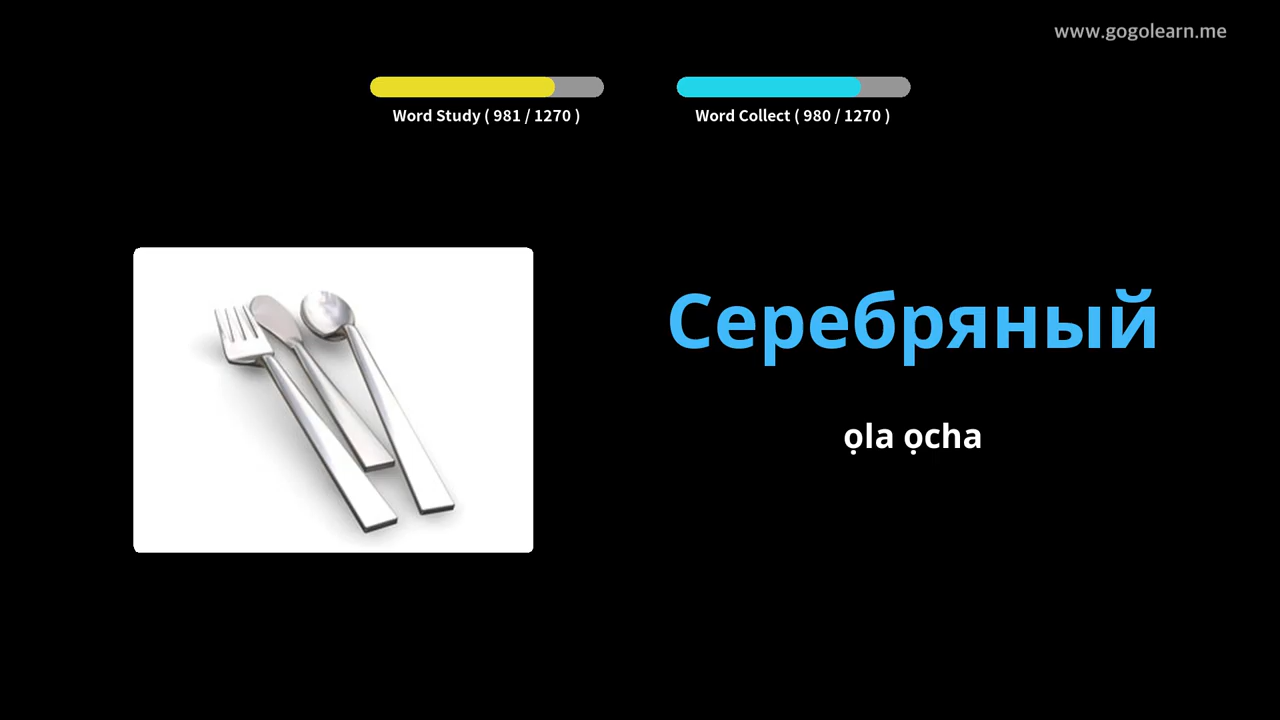 www.gogolearn.me
Word Study ( 981 / 1270 )
Word Collect ( 980 / 1270 )
Серебряный
ọla ọcha